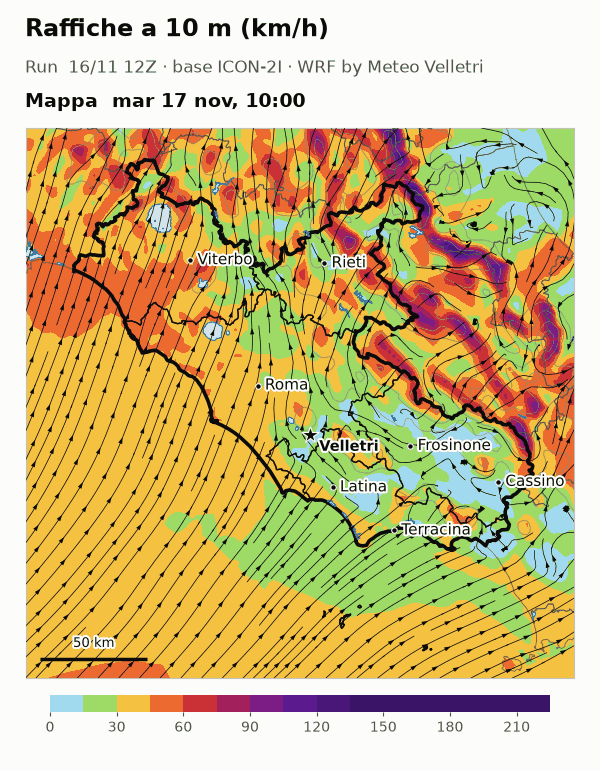 Raffiche a 10 m (km/h)
Run 16/11 12Z · base ICON-2I · WRF by Meteo Velletri
Mappa mar 17 nov, 10:00
Viterbo
Rieti
Roma
Velletri
Frosinone
Latina
Cassino
Terracina
50 km
0 30 60 90 120 150 180 210